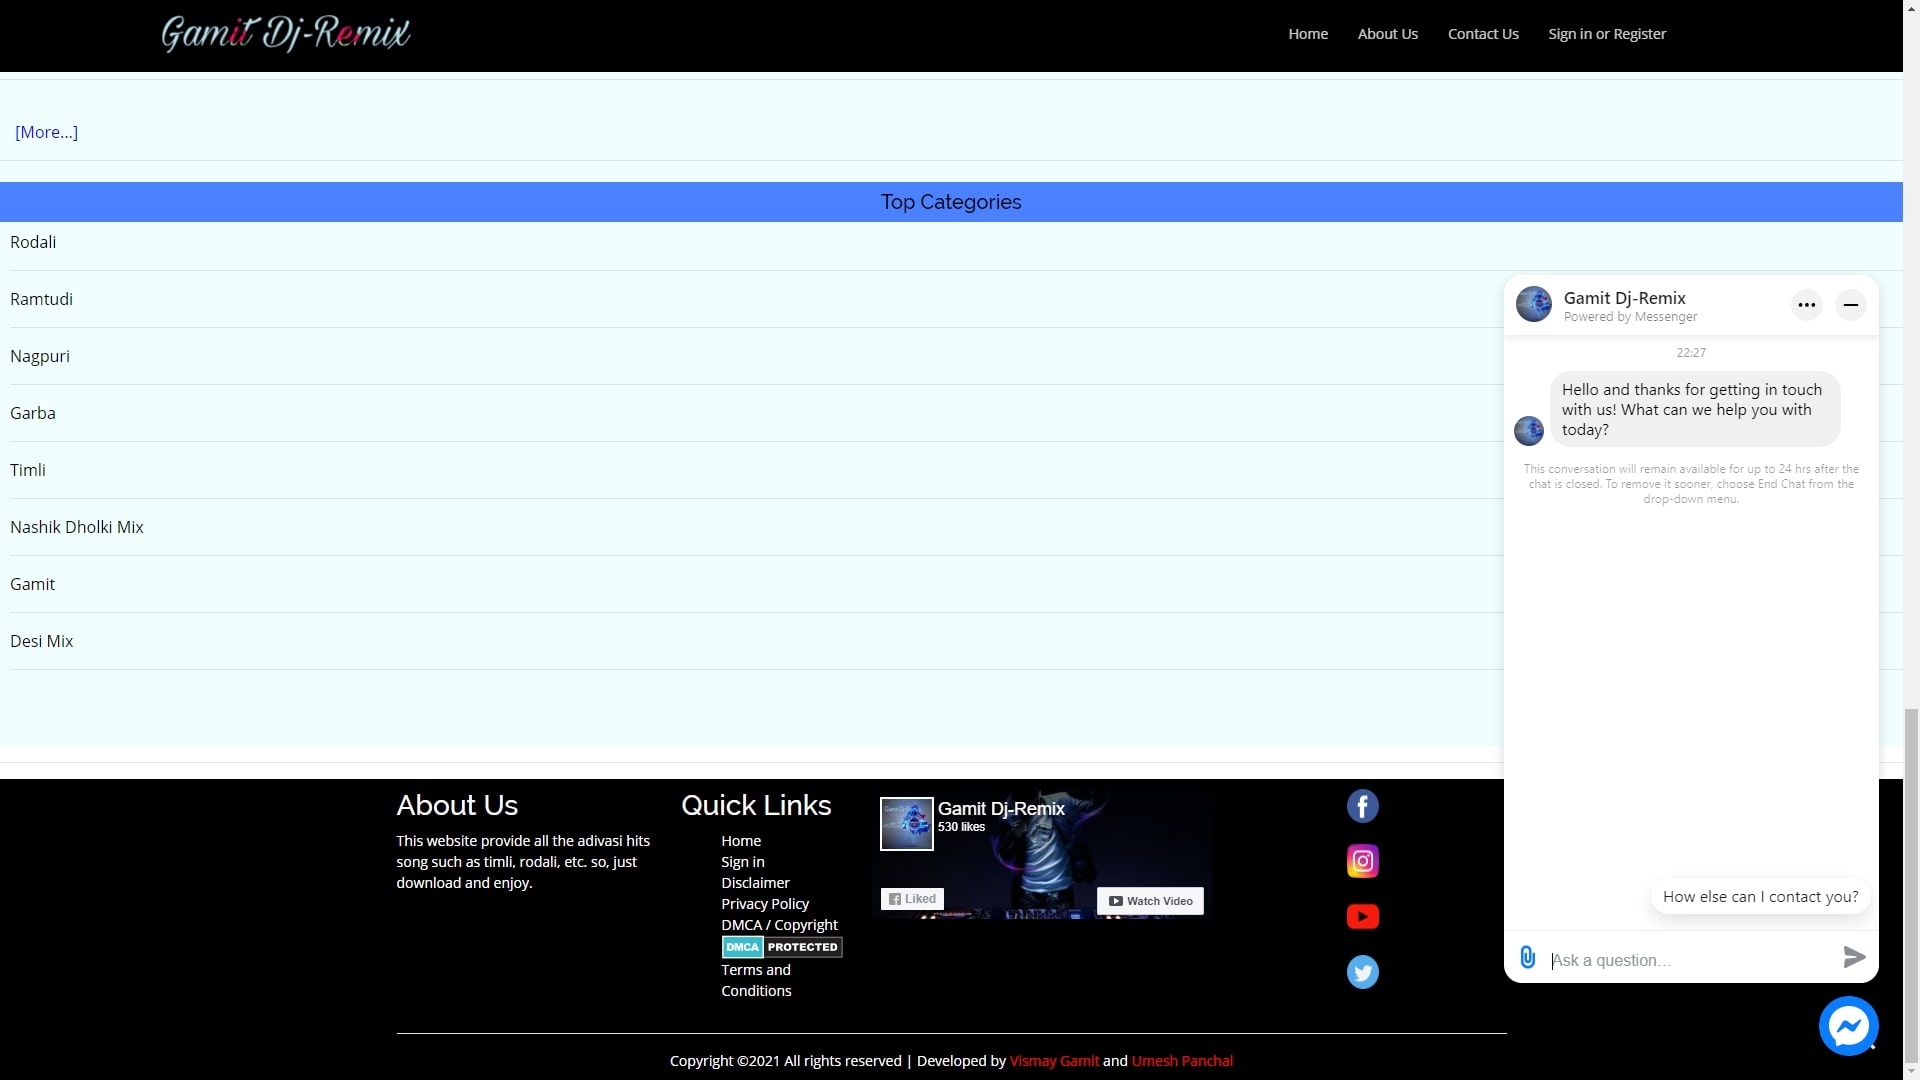 Gamit Dj-Remix
Home
About Us
Contact Us
Sign in or Register
[More...]
Top Categories
Rodali
Ramtudi
Nagpuri
Garba
Timli
Nashik Dholki Mix
Gamit
Desi Mix
Gamit Dj-Remix
Powered by Messenger
22:27
Hello and thanks for getting in touch
with us! What can we help you with
today?
This conversation will remain available for up to 24 hrs after the
chat is closed. To remove it sooner, choose End Chat from the
drop-down menu.
How else can I contact you?
Ask a question...
About Us
This website provide all the adivasi hits
song such as timli, rodali, etc. so, just
download and enjoy.
Quick Links
Home
Sign in
Disclaimer
Privacy Policy
DMCA / Copyright
DMCA PROTECTED
Terms and
Conditions
Gamit Dj-Remix
530 likes
Liked
Watch Video
Copyright ©2021 All rights reserved | Developed by Vismay Gamit and Umesh Panchal